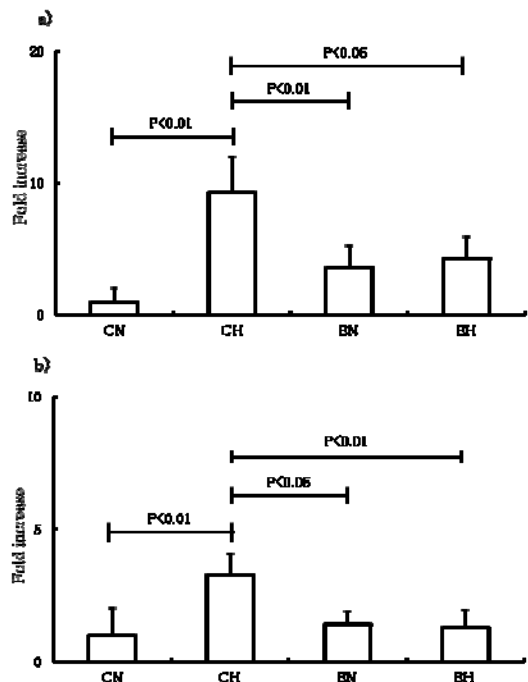 a)
20
P<0.05
P<0.01
P<0.01
Fold increase
10
0
CN CH BN BH
b)
10
P<0.01
P<0.05
P<0.01
Fold increase
5
0
CN CH BN BH